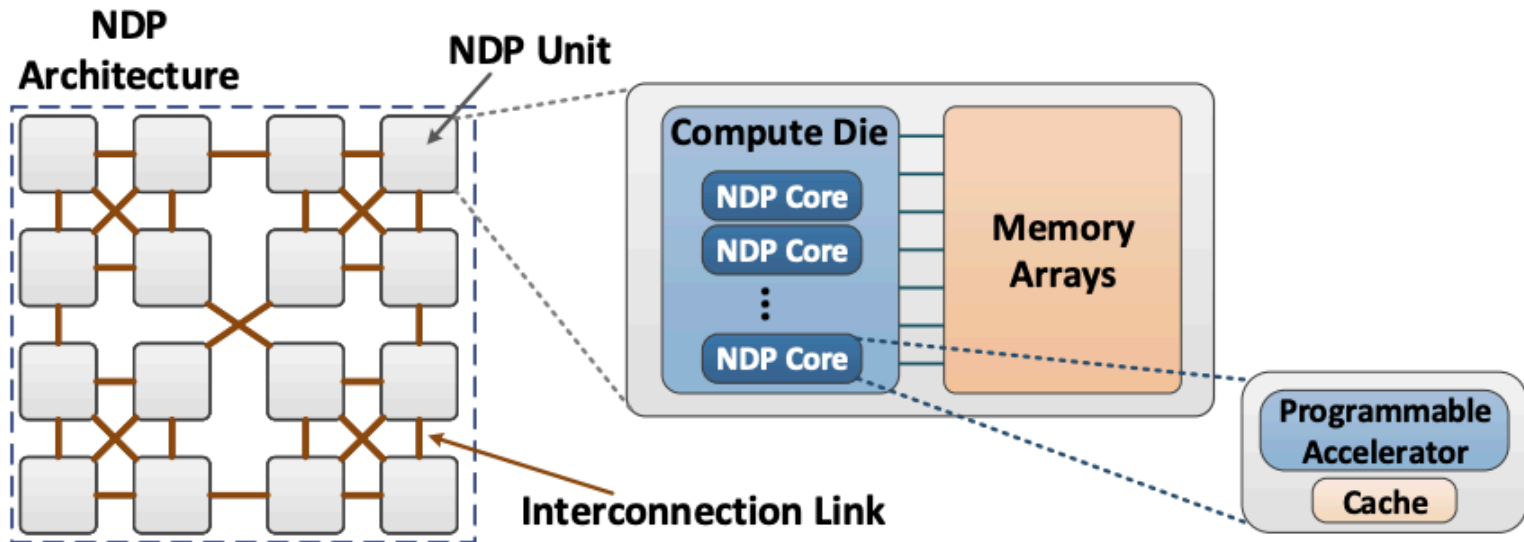 NDP
Architecture
NDP Unit
Compute Die
NDP Core
NDP Core
NDP Core
Memory
Arrays
Programmable
Accelerator
Cache
Interconnection Link